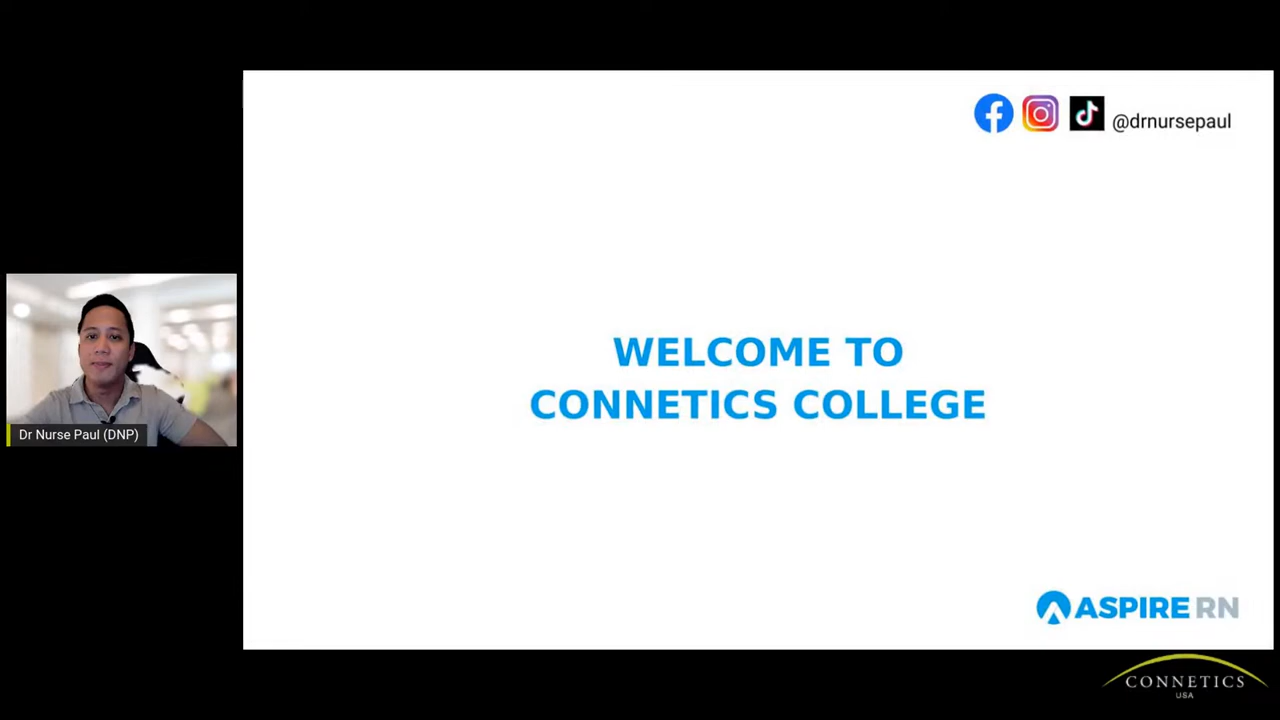 @drnursepaul
WELCOME TO
CONNETICS COLLEGE
Dr Nurse Paul (DNP)
ASPIRE RN
CONNETICS
USA